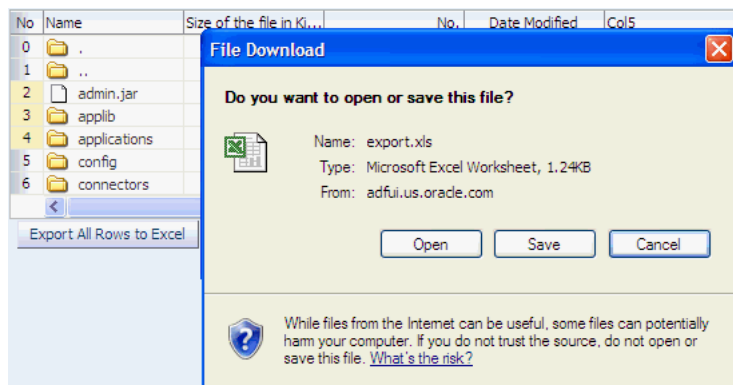 No Name Size of the file in Ki... No. Date Modified Col5
0 .
1 ..
2 admin.jar
3 applib
4 applications
5 config
6 connectors
Export All Rows to Excel
File Download
Do you want to open or save this file?
Name: export.xls
Type: Microsoft Excel Worksheet, 1.24KB
From: adfui.us.oracle.com
Open Save Cancel
While files from the Internet can be useful, some files can potentially
harm your computer. If you do not trust the source, do not open or
save this file. What's the risk?